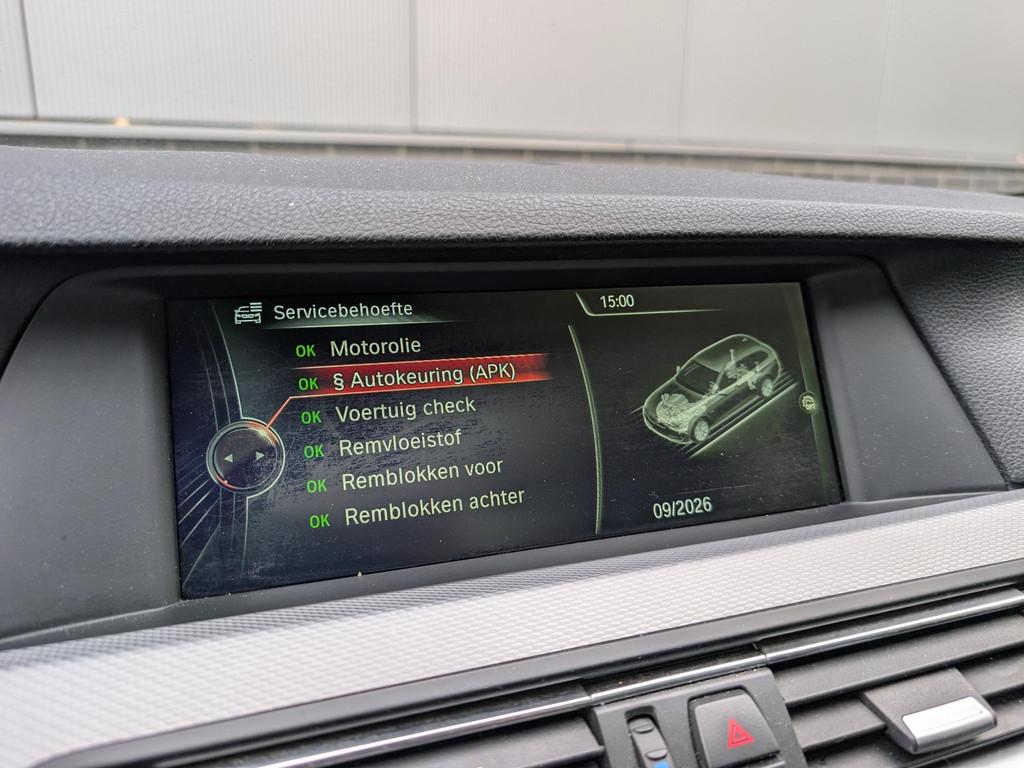 Servicebehoefte
15:00
OK Motorolie
OK § Autokeuring (APK)
OK Voertuig check
OK Remvloeistof
OK Remblokken voor
OK Remblokken achter
09/2026
OFF